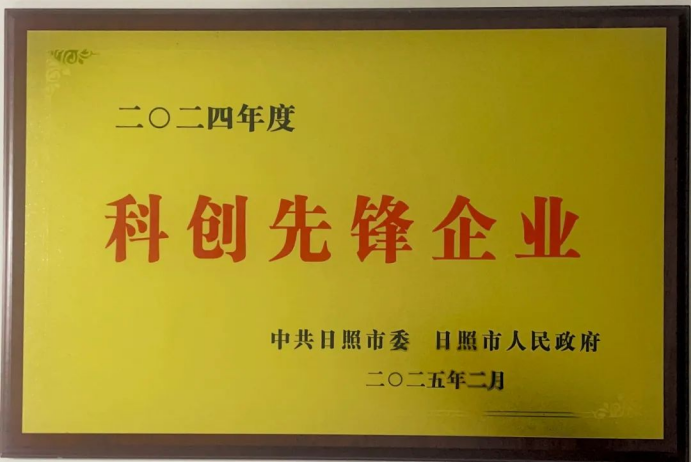 二〇二四年度
科创先锋企业
中共日照市委 日照市人民政府
二〇二五年二月